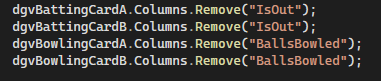 dgvBattingCardA.Columns.Remove("IsOut");
dgvBattingCardB.Columns.Remove("IsOut");
dgvBowlingCardA.Columns.Remove("BallsBowled");
dgvBowlingCardB.Columns.Remove("BallsBowled");